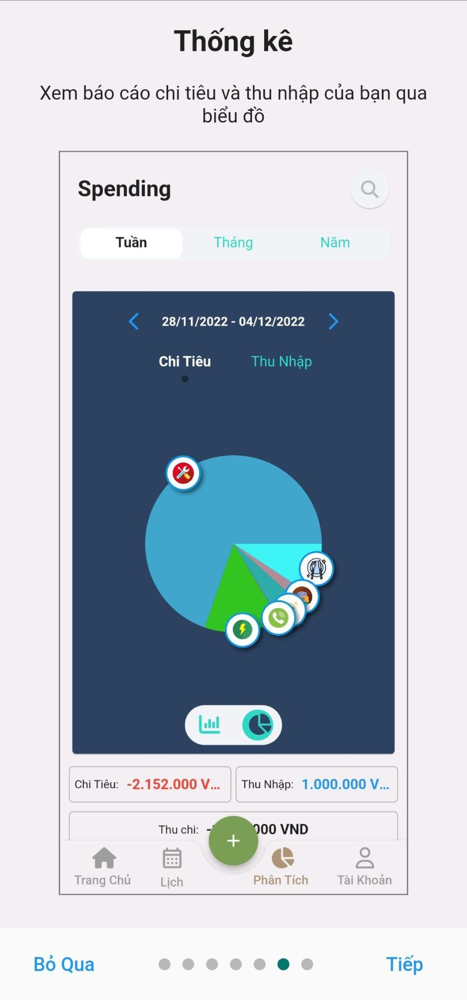 Thống kê
Xem báo cáo chi tiêu và thu nhập của bạn qua
biểu đồ
Spending
Tuần Tháng Năm
28/11/2022 - 04/12/2022
Chi Tiêu Thu Nhập
Chi Tiêu: -2.152.000 V...
Thu Nhập: 1.000.000 V...
Thu chi: VND
Trang Chủ Lịch Phân Tích Tài Khoản
Bỏ Qua Tiếp